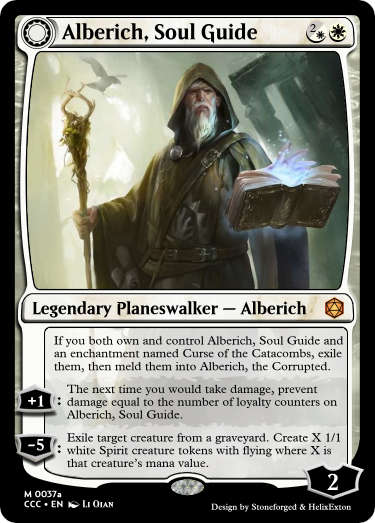 Alberich, Soul Guide
2
Legendary Planeswalker — Alberich
If you both own and control Alberich, Soul Guide and
an enchantment named Curse of the Catacombs, exile
them, then meld them into Alberich, the Corrupted.
+1: The next time you would take damage, prevent
damage equal to the number of loyalty counters on
Alberich, Soul Guide.
-5: Exile target creature from a graveyard. Create X 1/1
white Spirit creature tokens with flying where X is
that creature's mana value.
2
M 0037a
CCC • EN Li Qian
Design by Stoneforged & HelixExton